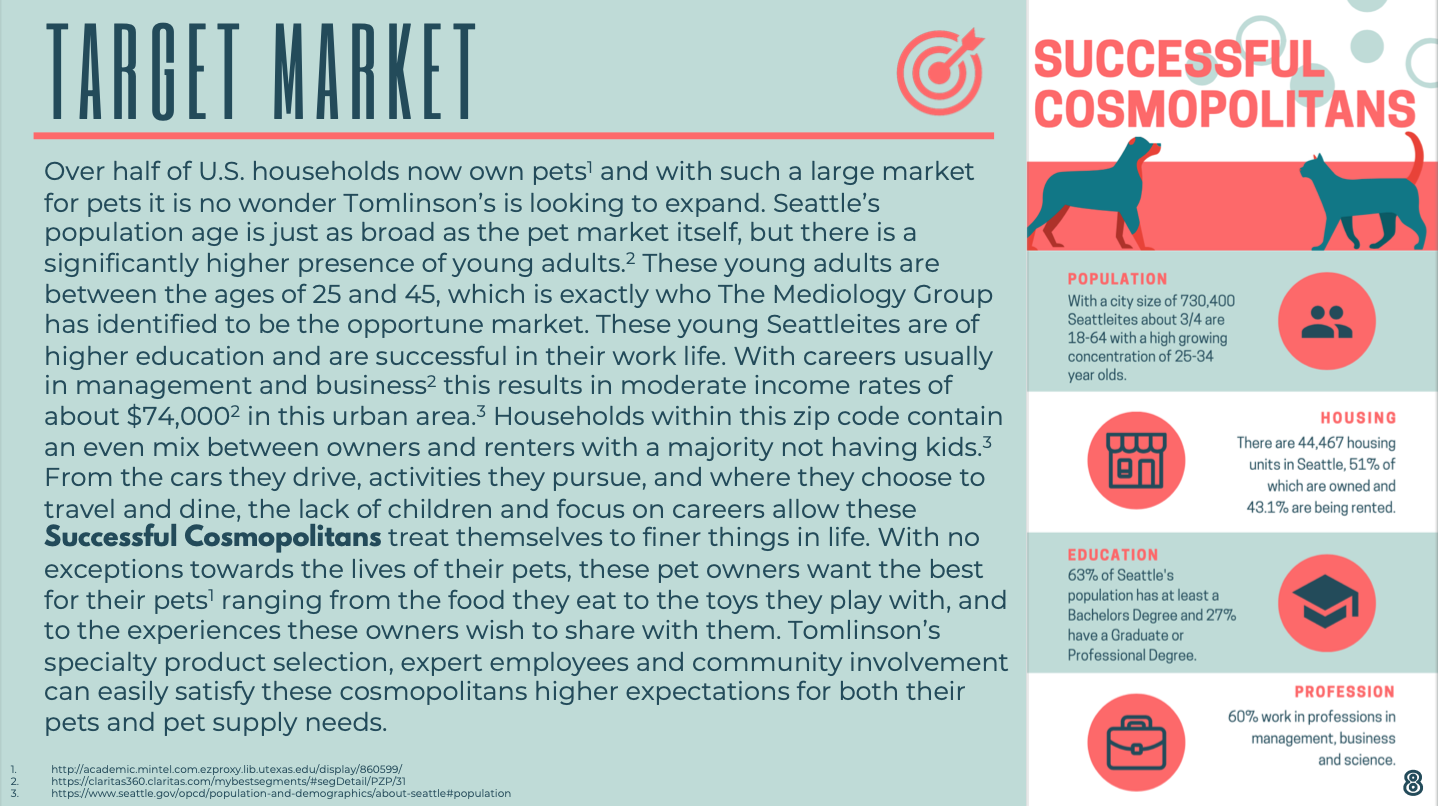 TARGET MARKET
Over half of U.S. households now own pets¹ and with such a large market
for pets it is no wonder Tomlinson's is looking to expand. Seattle's
population age is just as broad as the pet market itself, but there is a
significantly higher presence of young adults.² These young adults are
between the ages of 25 and 45, which is exactly who The Mediology Group
has identified to be the opportune market. These young Seattleites are of
higher education and are successful in their work life. With careers usually
in management and business² this results in moderate income rates of
about $74,000² in this urban area.³ Households within this zip code contain
an even mix between owners and renters with a majority not having kids.³
From the cars they drive, activities they pursue, and where they choose to
travel and dine, the lack of children and focus on careers allow these
Successful Cosmopolitans treat themselves to finer things in life. With no
exceptions towards the lives of their pets, these pet owners want the best
for their pets¹ ranging from the food they eat to the toys they play with, and
to the experiences these owners wish to share with them. Tomlinson's
specialty product selection, expert employees and community involvement
can easily satisfy these cosmopolitans higher expectations for both their
pets and pet supply needs.
1. http://academic.mintel.com.ezproxy.lib.utexas.edu/display/860599/
2. https://claritas360.claritas.com/mybestsegments/#segDetail/PZP/31
3. https://www.seattle.gov/opcd/population-and-demographics/about-seattle#population
SUCCESSFUL
COSMOPOLITANS
POPULATION
With a city size of 730,400
Seattleites about 3/4 are
18-64 with a high growing
concentration of 25-34
year olds.
HOUSING
There are 44,467 housing
units in Seattle, 51% of
which are owned and
43.1% are being rented.
EDUCATION
63% of Seattle's
population has at least a
Bachelors Degree and 27%
have a Graduate or
Professional Degree.
PROFESSION
60% work in professions in
management, business
and science.
8